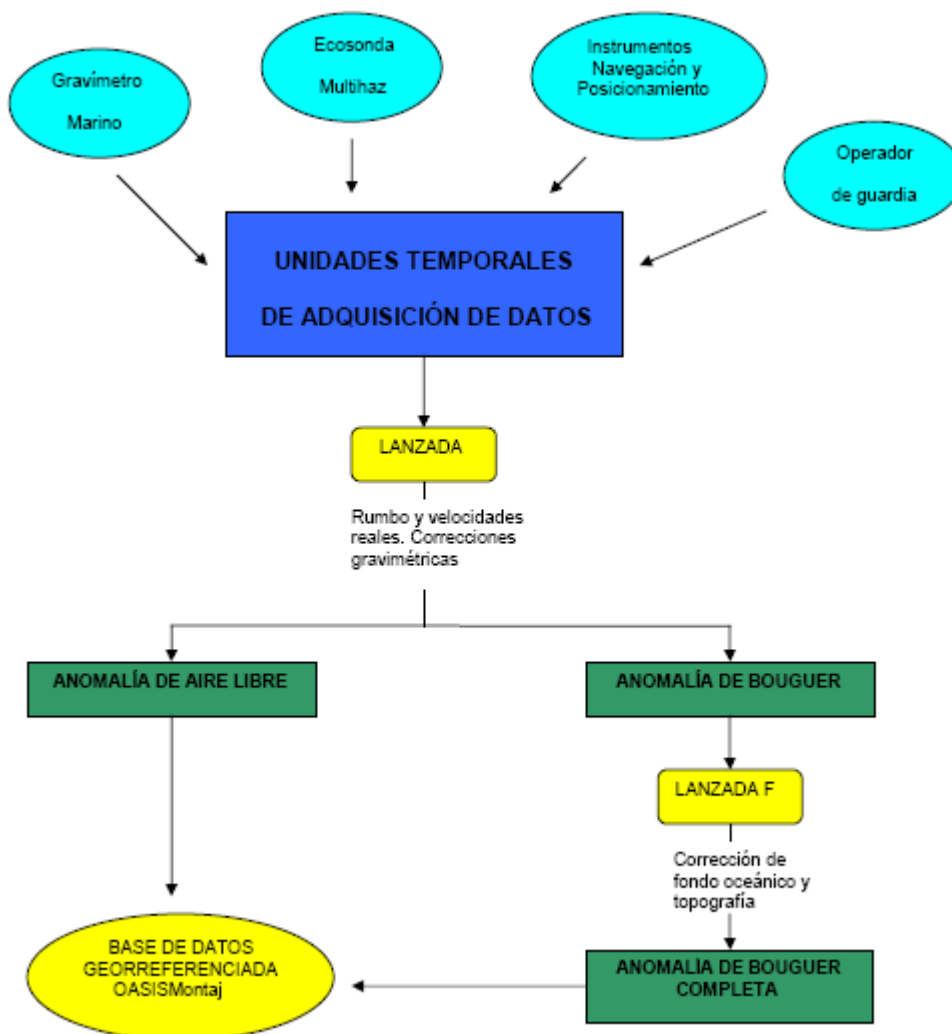 Gravímetro
Marino
Ecosonda
Multihaz
Instrumentos
Navegación y
Posicionamiento
Operador
de guardia
UNIDADES TEMPORALES
DE ADQUISICIÓN DE DATOS
LANZADA
Rumbo y velocidades
reales. Correcciones
gravimétricas
ANOMALÍA DE AIRE LIBRE
ANOMALÍA DE BOUGUER
LANZADA F
Corrección de
fondo oceánico y
topografía
BASE DE DATOS
GEORREFERENCIADA
OASISMontaj
ANOMALÍA DE BOUGUER
COMPLETA